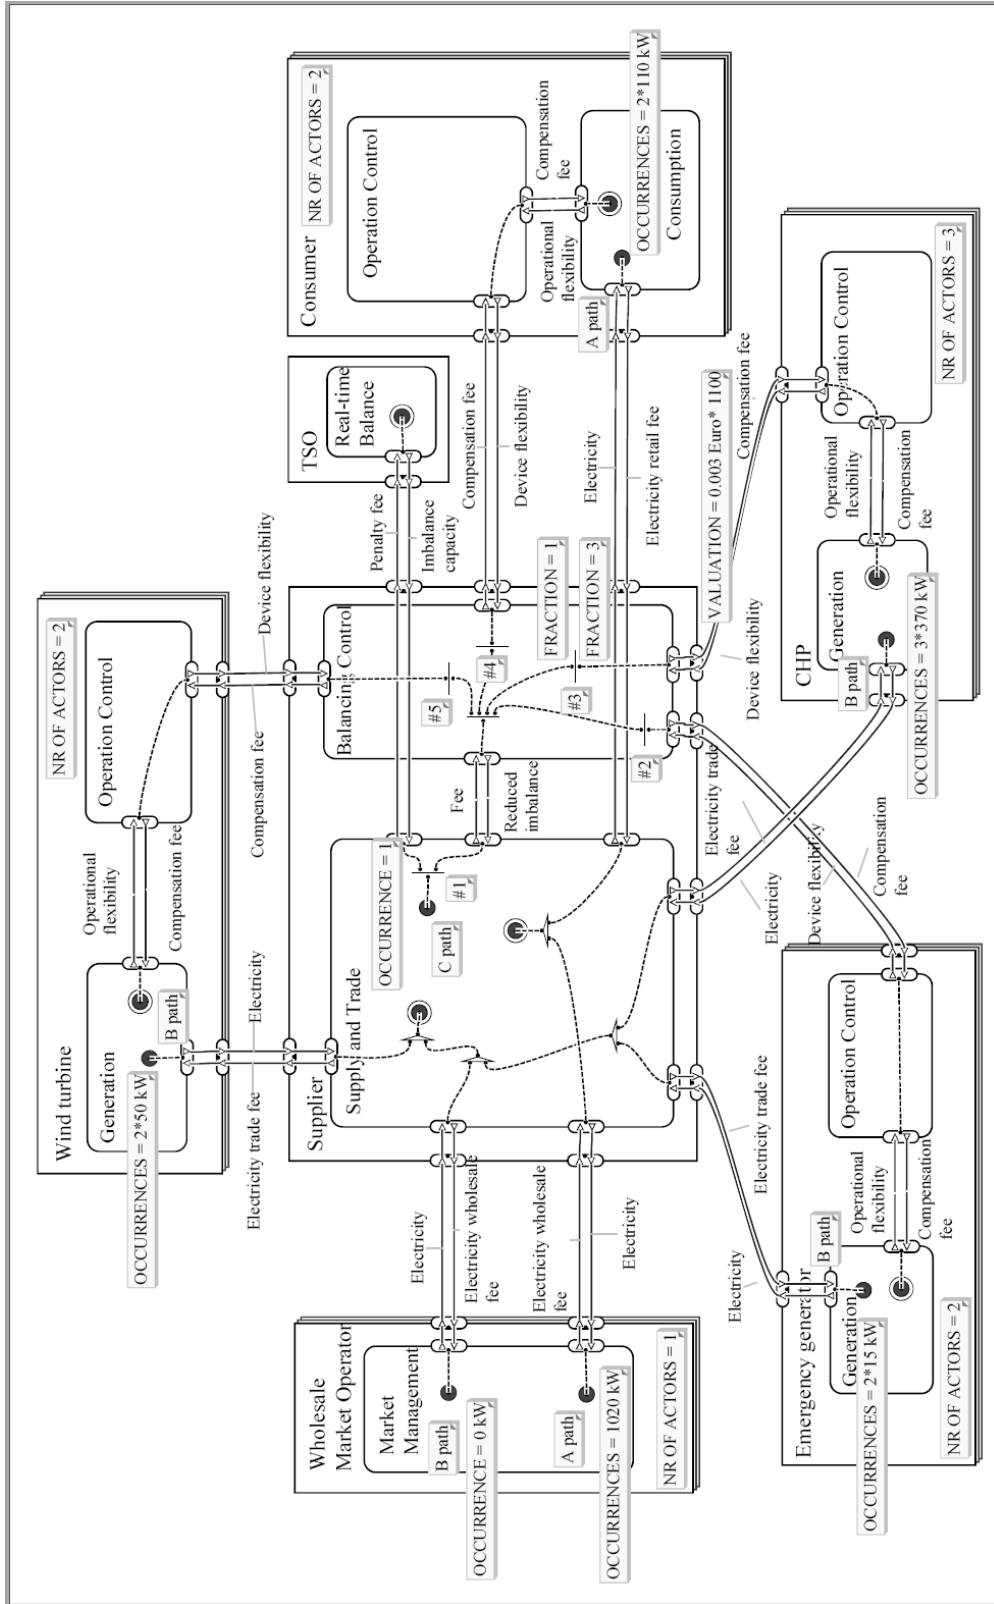 Wholesale
Market Operator
Market
Management
B path
OCCURRENCE = 0 kW
A path
OCCURRENCES = 1020 kW
NR OF ACTORS = 1
Electricity
Electricity wholesale
fee
Electricity wholesale
fee
Electricity
Wind turbine
NR OF ACTORS = 2
Generation
OCCURRENCES = 2*50 kW
B path
Operational
flexibility
Compensation fee
Operation Control
Electricity trade fee
Electricity
Compensation fee
Device flexibility
Supplier
Supply and Trade
OCCURRENCE = 1
C path
#1
Fee
Reduced
imbalance
Balancing Control
#5
#4
FRACTION = 1
FRACTION = 3
#3
#2
Penalty fee
Imbalance
capacity
TSO
Real-time
Balance
Compensation fee
Device flexibility
Electricity
Electricity retail fee
Consumer
NR OF ACTORS = 2
Operation Control
Operational
flexibility
Compensation
fee
A path
Consumption
OCCURRENCES = 2*110 kW
Emergency generator
Generation
OCCURRENCES = 2*15 kW
B path
Operational
flexibility
Compensation
fee
Operation Control
NR OF ACTORS = 2
Electricity
Electricity trade fee
Device flexibility
Compensation
fee
Electricity
Electricity trade
fee
Device flexibility
VALUATION = 0.003 Euro* 1100
Compensation fee
CHP
B path
Generation
OCCURRENCES = 3*370 kW
Operational
flexibility
Compensation
fee
Operation Control
NR OF ACTORS = 3